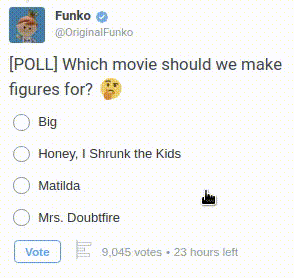 Funko
@OriginalFunko
[POLL] Which movie should we make
figures for? 🤔
Big
Honey, I Shrunk the Kids
Matilda
Mrs. Doubtfire
Vote 9,045 votes • 23 hours left